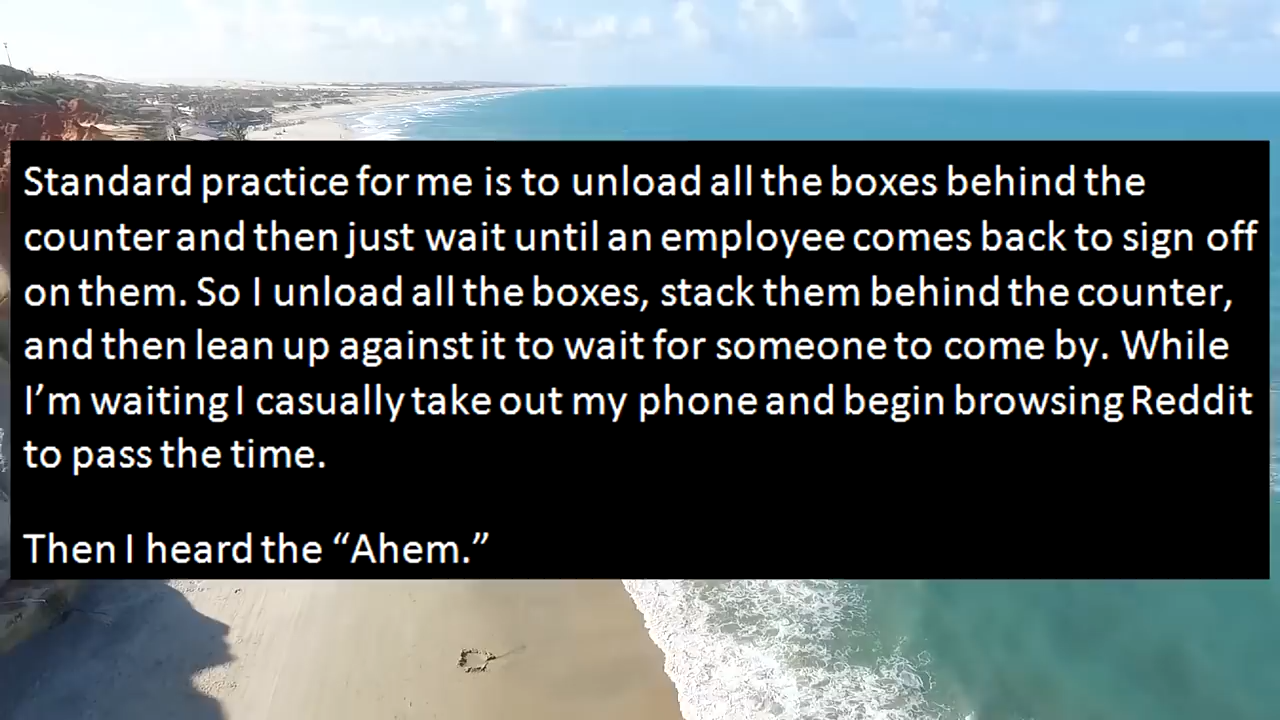 Standard practice for me is to unload all the boxes behind the
counter and then just wait until an employee comes back to sign off
on them. So I unload all the boxes, stack them behind the counter,
and then lean up against it to wait for someone to come by. While
I’m waiting I casually take out my phone and begin browsing Reddit
to pass the time.
Then I heard the “Ahem.”